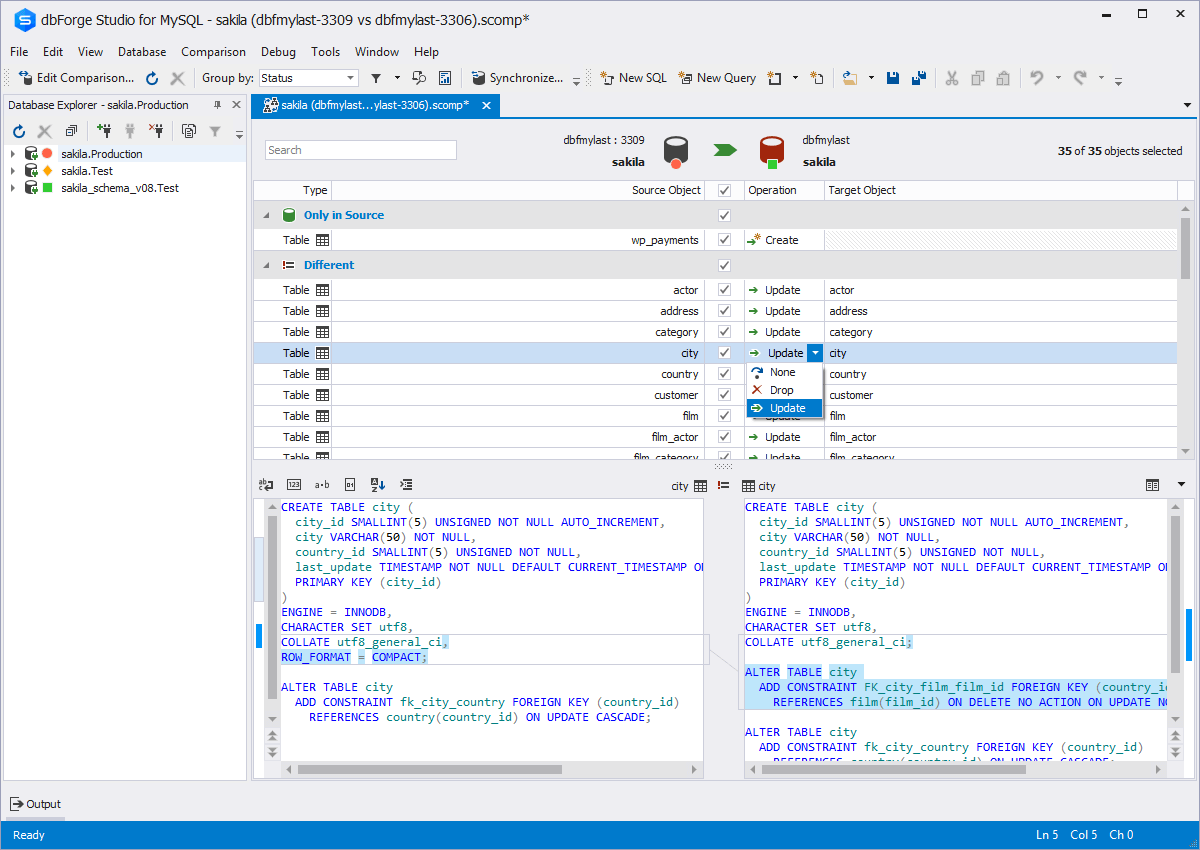 dbForge Studio for MySQL - sakila (dbfmylast-3309 vs dbfmylast-3306).scomp*
File Edit View Database Comparison Debug Tools Window Help
Edit Comparison... Group by: Status Synchronize... New SQL New Query
Database Explorer - sakila.Production
sakila.Production
sakila.Test
sakila_schema_v08.Test
sakila (dbfmylast...ylast-3306).scomp*
Search
dbfmylast : 3309
sakila
dbfmylast
sakila
35 of 35 objects selected
Type Source Object Operation Target Object
Only in Source
Table wp_payments Create
Different
Table actor Update actor
Table address Update address
Table category Update category
Table city Update city
Table country None country
Table customer Drop customer
Table film Update film
Table film_actor Update film_actor
Table film_category Update film_category
city city
CREATE TABLE city (
city_id SMALLINT(5) UNSIGNED NOT NULL AUTO_INCREMENT,
city VARCHAR(50) NOT NULL,
country_id SMALLINT(5) UNSIGNED NOT NULL,
last_update TIMESTAMP NOT NULL DEFAULT CURRENT_TIMESTAMP
PRIMARY KEY (city_id)
)
ENGINE = INNODB,
CHARACTER SET utf8,
COLLATE utf8_general_ci,
ROW_FORMAT = COMPACT;
ALTER TABLE city
ADD CONSTRAINT fk_city_country FOREIGN KEY (country_id)
REFERENCES country(country_id) ON UPDATE CASCADE;
CREATE TABLE city (
city_id SMALLINT(5) UNSIGNED NOT NULL AUTO_INCREMENT,
city VARCHAR(50) NOT NULL,
country_id SMALLINT(5) UNSIGNED NOT NULL,
last_update TIMESTAMP NOT NULL DEFAULT CURRENT_TIMESTAMP
PRIMARY KEY (city_id)
)
ENGINE = INNODB,
CHARACTER SET utf8,
COLLATE utf8_general_ci;
ALTER TABLE city
ADD CONSTRAINT FK_city_film_film_id FOREIGN KEY (country_id
REFERENCES film(film_id) ON DELETE NO ACTION ON UPDATE NO
ALTER TABLE city
ADD CONSTRAINT fk_city_country FOREIGN KEY (country_id)
REFERENCES country(country_id) ON UPDATE CASCADE;
Output
Ready Ln 5 Col 5 Ch 0